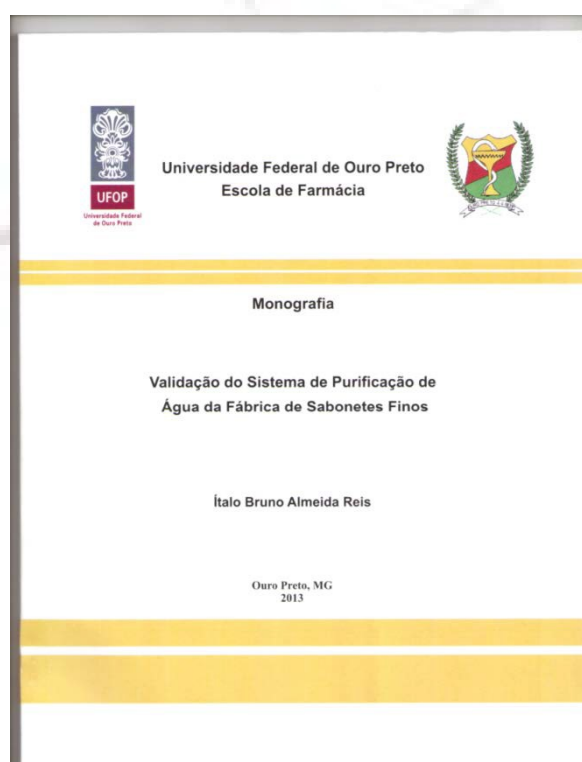 Universidade Federal de Ouro Preto
Escola de Farmácia
UFOP
Universidade Federal
de Ouro Preto
Monografia
Validação do Sistema de Purificação de
Água da Fábrica de Sabonetes Finos
Ítalo Bruno Almeida Reis
Ouro Preto, MG
2013